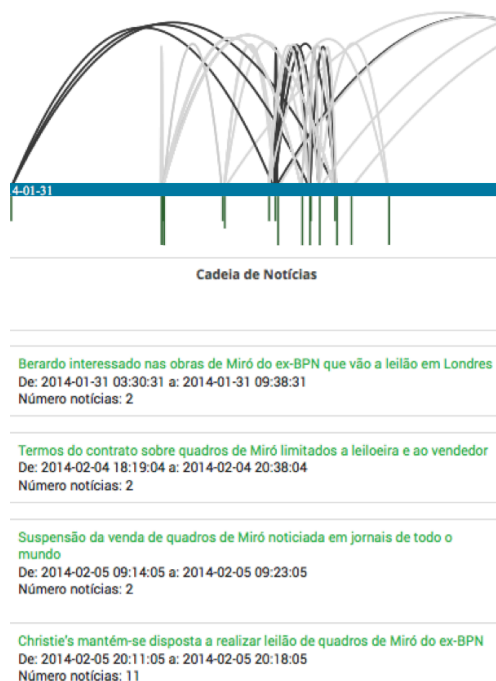 4-01-31
Cadeia de Notícias
Berardo interessado nas obras de Miró do ex-BPN que vão a leilão em Londres
De: 2014-01-31 03:30:31 a: 2014-01-31 09:38:31
Número notícias: 2
Termos do contrato sobre quadros de Miró limitados a leiloeira e ao vendedor
De: 2014-02-04 18:19:04 a: 2014-02-04 20:38:04
Número notícias: 2
Suspensão da venda de quadros de Miró noticiada em jornais de todo o
mundo
De: 2014-02-05 09:14:05 a: 2014-02-05 09:23:05
Número notícias: 2
Christie's mantém-se disposta a realizar leilão de quadros de Miró do ex-BPN
De: 2014-02-05 20:11:05 a: 2014-02-05 20:18:05
Número notícias: 11